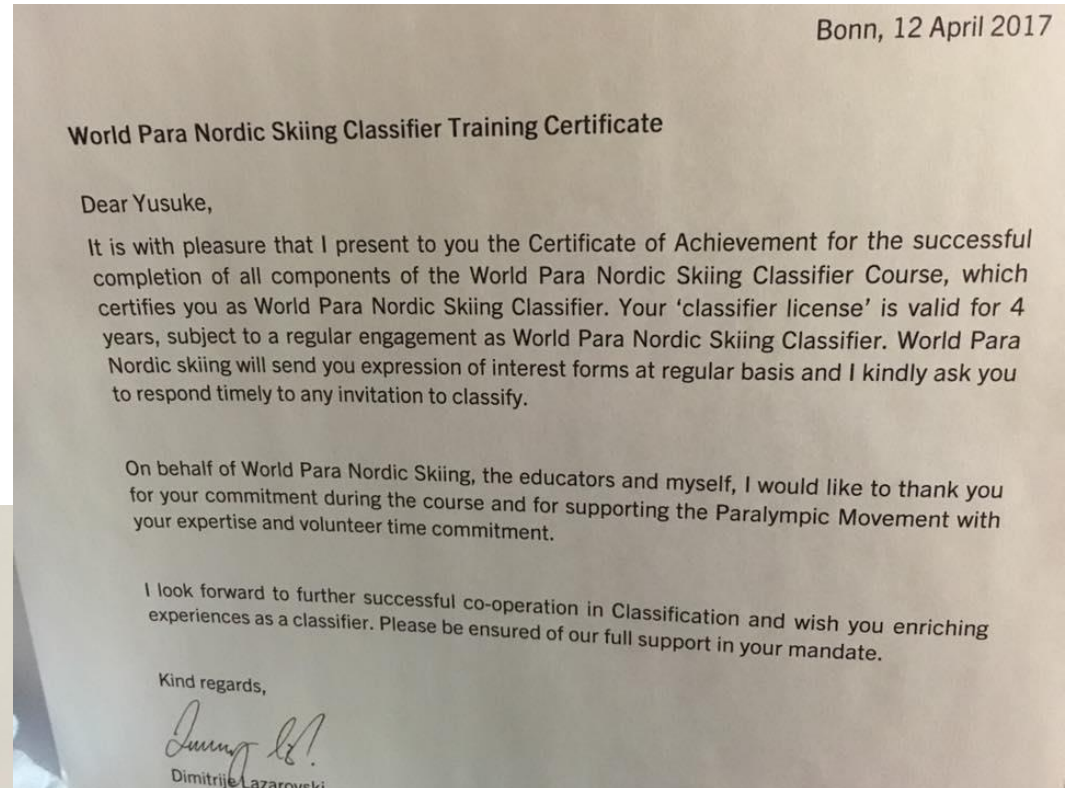 Bonn, 12 April 2017
World Para Nordic Skiing Classifier Training Certificate
Dear Yusuke,
It is with pleasure that I present to you the Certificate of Achievement for the successful
completion of all components of the World Para Nordic Skiing Classifier Course, which
certifies you as World Para Nordic Skiing Classifier. Your ‘classifier license’ is valid for 4
years, subject to a regular engagement as World Para Nordic Skiing Classifier. World Para
Nordic skiing will send you expression of interest forms at regular basis and I kindly ask you
to respond timely to any invitation to classify.
On behalf of World Para Nordic Skiing, the educators and myself, I would like to thank you
for your commitment during the course and for supporting the Paralympic Movement with
your expertise and volunteer time commitment.
I look forward to further successful co-operation in Classification and wish you enriching
experiences as a classifier. Please be ensured of our full support in your mandate.
Kind regards,
Dimitrije Lazarovski